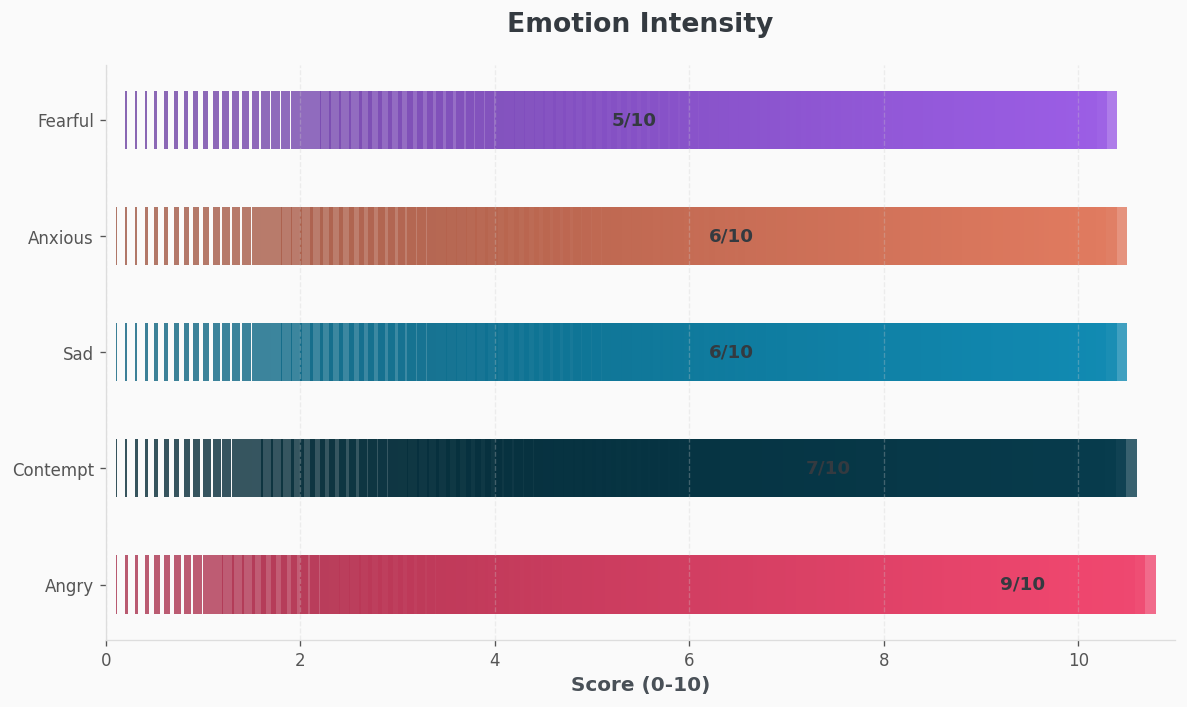 Emotion Intensity
Fearful
5/10
Anxious
6/10
Sad
6/10
Contempt
7/10
Angry
9/10
0 2 4 6 8 10
Score (0-10)